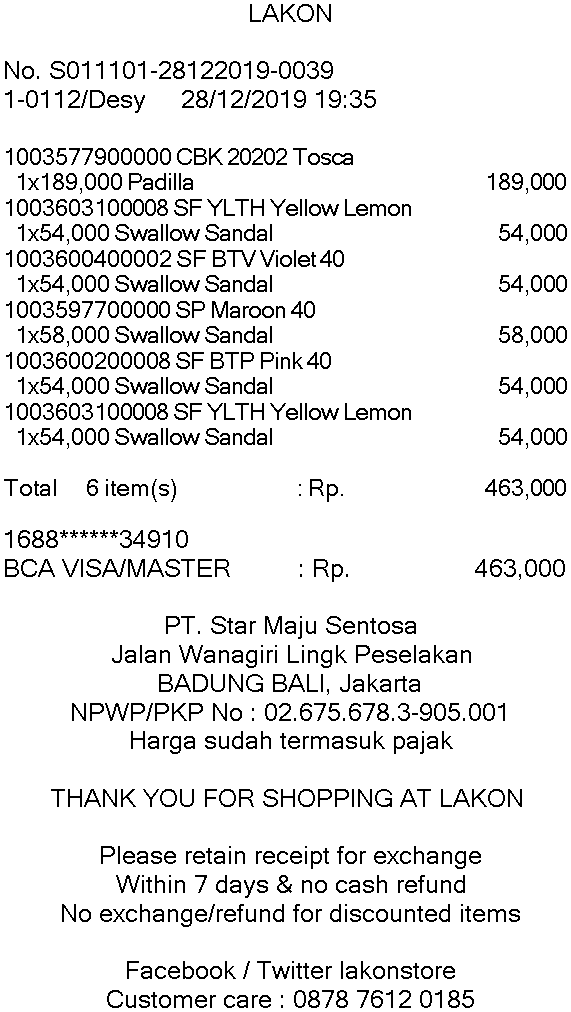 LAKON
No. S011101-28122019-0039
1-0112/Desy 28/12/2019 19:35
1003577900000 CBK 20202 Tosca
1x189,000 Padilla 189,000
1003603100008 SF YLTH Yellow Lemon
1x54,000 Swallow Sandal 54,000
1003600400002 SF BTV Violet 40
1x54,000 Swallow Sandal 54,000
1003597700000 SP Maroon 40
1x58,000 Swallow Sandal 58,000
1003600200008 SF BTP Pink 40
1x54,000 Swallow Sandal 54,000
1003603100008 SF YLTH Yellow Lemon
1x54,000 Swallow Sandal 54,000
Total 6 item(s) : Rp. 463,000
1688******34910
BCA VISA/MASTER : Rp. 463,000
PT. Star Maju Sentosa
Jalan Wanagiri Lingk Peselakan
BADUNG BALI, Jakarta
NPWP/PKP No : 02.675.678.3-905.001
Harga sudah termasuk pajak
THANK YOU FOR SHOPPING AT LAKON
Please retain receipt for exchange
Within 7 days & no cash refund
No exchange/refund for discounted items
Facebook / Twitter lakonstore
Customer care : 0878 7612 0185